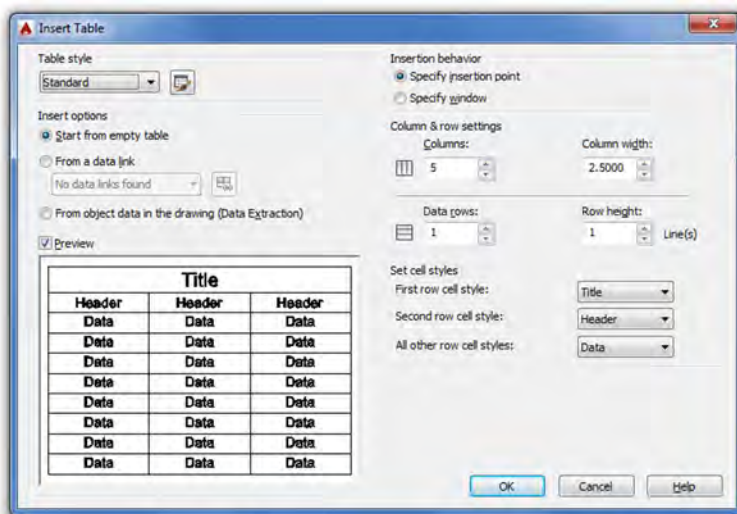 Insert Table
Table style
Standard
Insert options
Start from empty table
From a data link
No data links found
From object data in the drawing (Data Extraction)
Preview
Title
Header Header Header
Data Data Data
Data Data Data
Data Data Data
Data Data Data
Data Data Data
Data Data Data
Data Data Data
Data Data Data
Insertion behavior
Specify insertion point
Specify window
Column & row settings
Columns: Column width:
5 2.5000
Data rows: Row height:
1 1 Line(s)
Set cell styles
First row cell style: Title
Second row cell style: Header
All other row cell styles: Data
OK Cancel Help